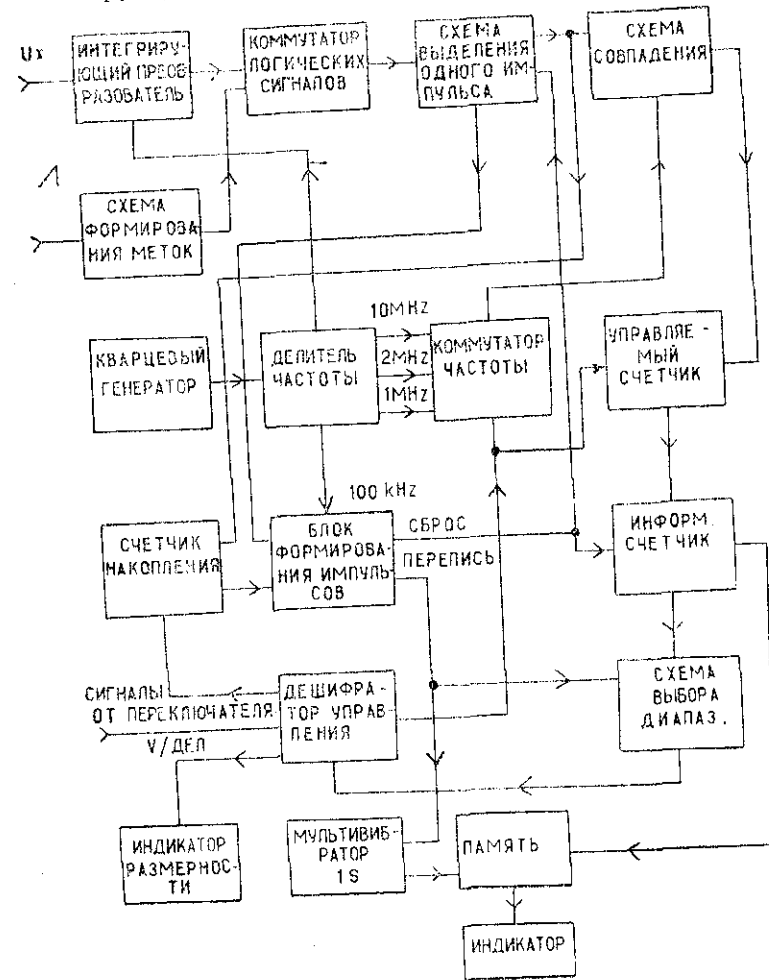 Ux
ИНТЕГРИРУ-
ЮЩИЙ ПРЕОБ
РАЗОВАТЕЛЬ
КОММУТАТОР
ЛОГИЧЕСКИХ
СИГНАЛОВ
СХЕМА
ВЫДЕЛЕНИЯ
ОДНОГО ИМ-
ПУЛЬСА
СХЕМА
СОВПАДЕНИЯ
СХЕМА
ФОРМИРОВА-
НИЯ МЕТОК
КВАРЦЕВЫЙ
ГЕНЕРАТОР
ДЕЛИТЕЛЬ
ЧАСТОТЫ
10MHz
2MHz
1MHz
КОММУТАТОР
ЧАСТОТЫ
УПРАВЛЯЕ-
МЫЙ
СЧЕТЧИК
100 kHz
СЧЕТЧИК
НАКОПЛЕНИЯ
БЛОК
ФОРМИРОВА-
НИЯ ИМПУЛЬ-
СОВ
СБРОС
ПЕРЕПИСЬ
ИНФОРМ.
СЧЕТЧИК
СИГНАЛЫ
ОТ ПЕРЕКЛЮЧАТЕЛЯ
V/ДЕЛ
ДЕШИФРА-
ТОР УПРАВ-
ЛЕНИЯ
СХЕМА
ВЫБОРА
ДИАПАЗ.
ИНДИКАТОР
РАЗМЕРНОС-
ТИ
МУЛЬТИВИБ-
РАТОР
1S
ПАМЯТЬ
ИНДИКАТОР